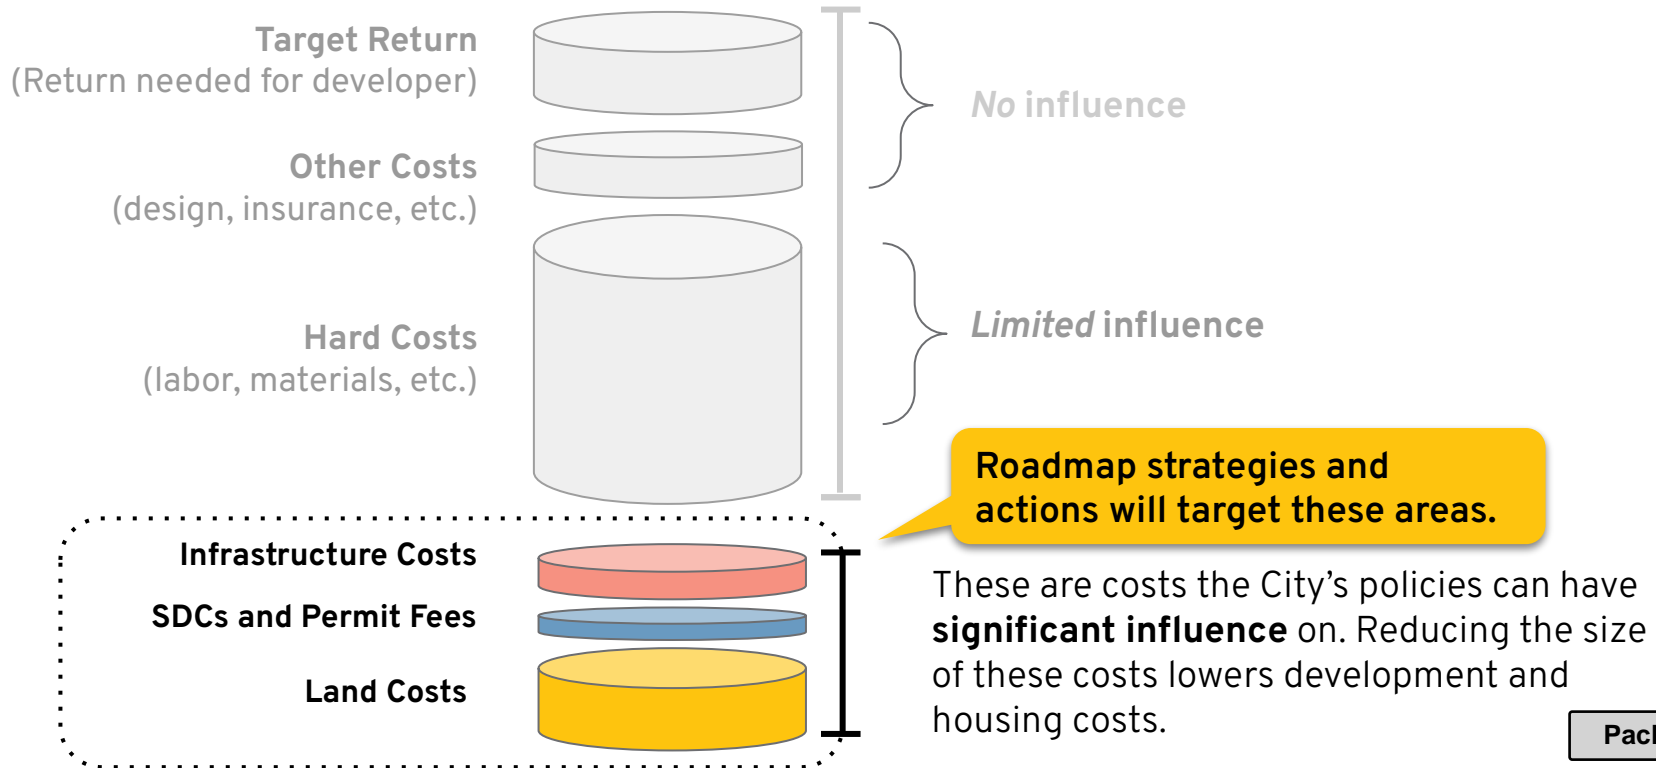 Target Return
(Return needed for developer)
No influence
Other Costs
(design, insurance, etc.)
Hard Costs
(labor, materials, etc.)
Limited influence
Roadmap strategies and
actions will target these areas.
Infrastructure Costs
SDCs and Permit Fees
Land Costs
These are costs the City’s policies can have
significant influence on. Reducing the size
of these costs lowers development and
housing costs.